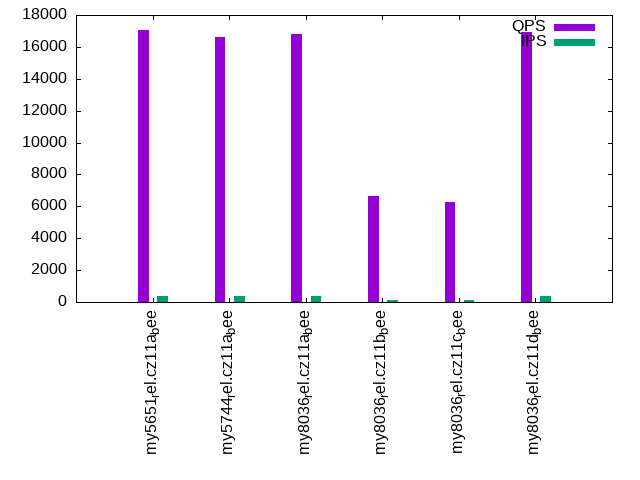 18000
16000
14000
12000
10000
8000
6000
4000
2000
0
QPS
IPS
my5651rel.cz11abee
my5744rel.cz11abee
my8036rel.cz11abee
my8036rel.cz11bbee
my8036rel.cz11cbee
my8036rel.cz11dbee